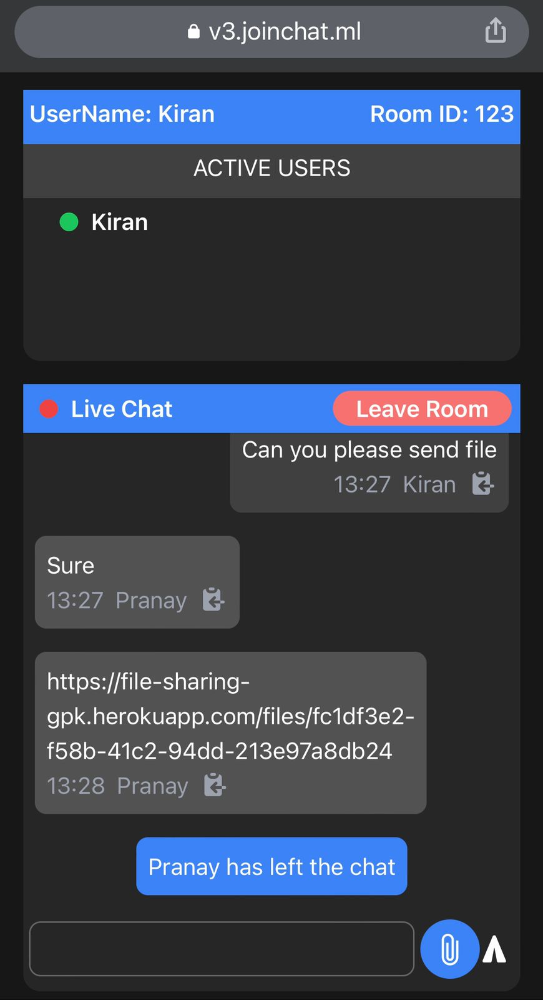 v3.joinchat.ml
UserName: Kiran Room ID: 123
ACTIVE USERS
Kiran
Live Chat Leave Room
Can you please send file
13:27 Kiran
Sure
13:27 Pranay
https://file-sharing-
gpk.herokuapp.com/files/fc1df3e2-
f58b-41c2-94dd-213e97a8db24
13:28 Pranay
Pranay has left the chat